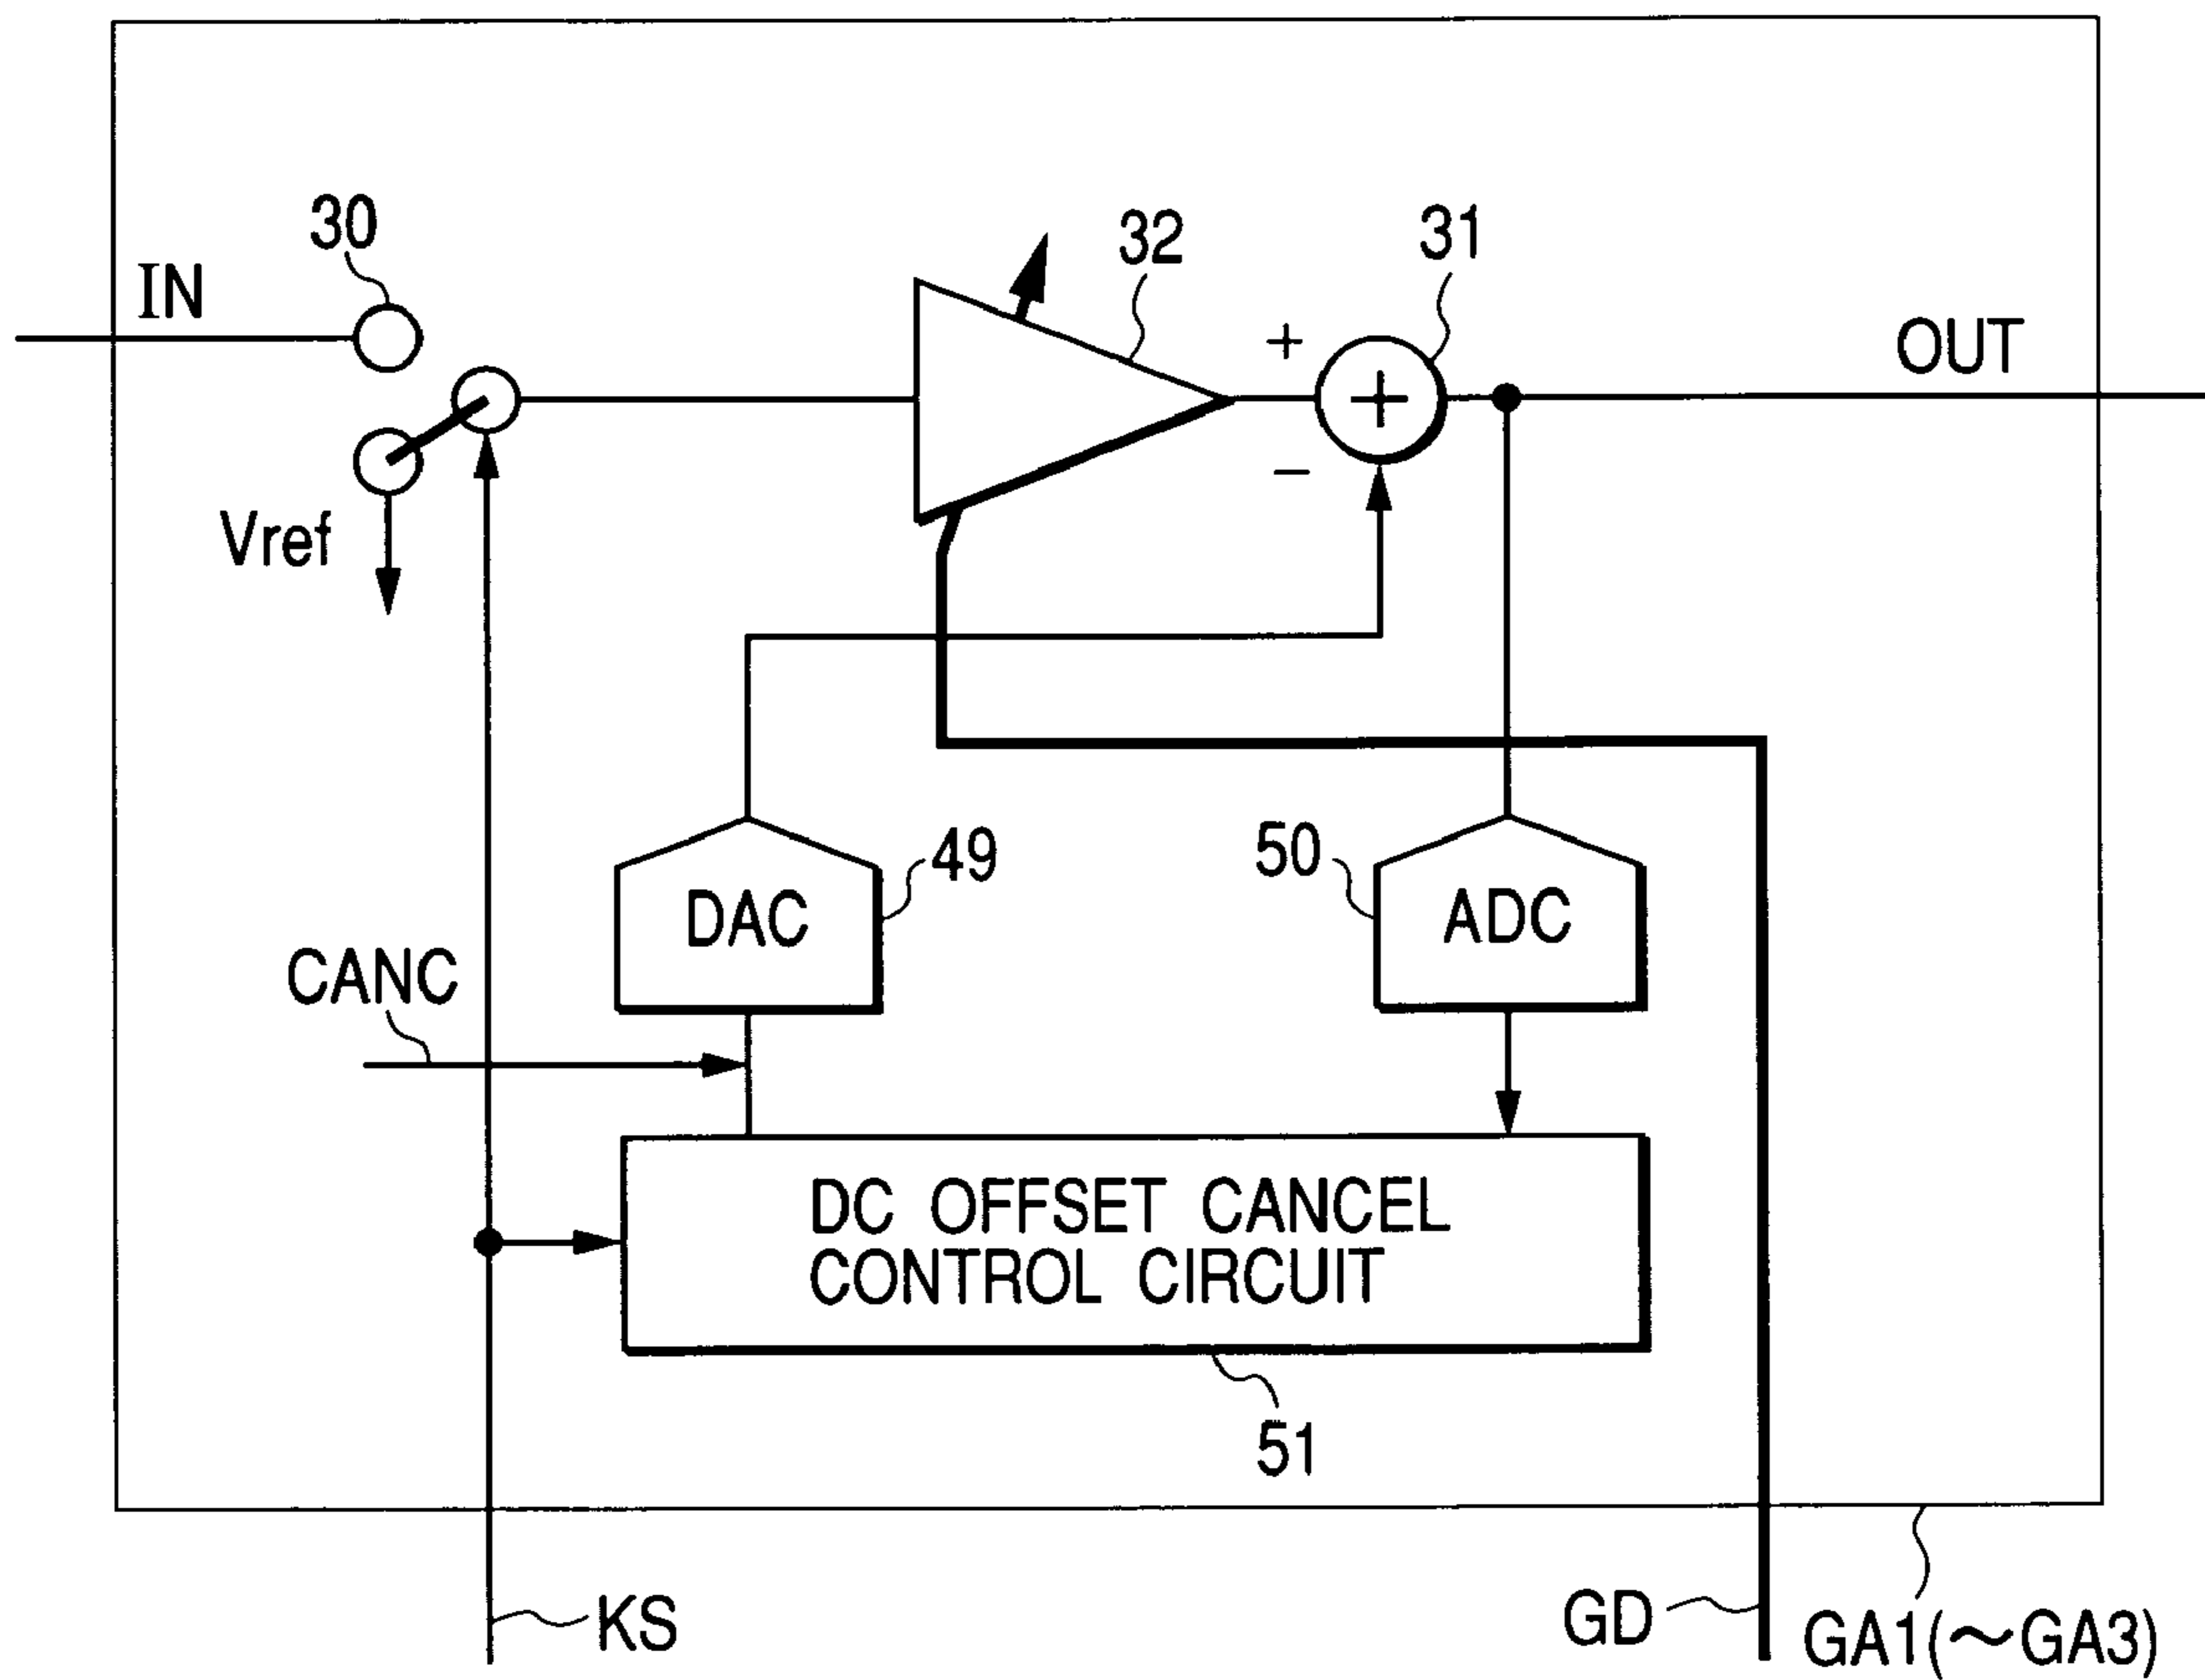 30
32
31
IN
OUT
+
+
−
Vref
49
50
DAC
ADC
CANC
DC OFFSET CANCEL
CONTROL CIRCUIT
51
KS
GD
GA1(〜GA3)